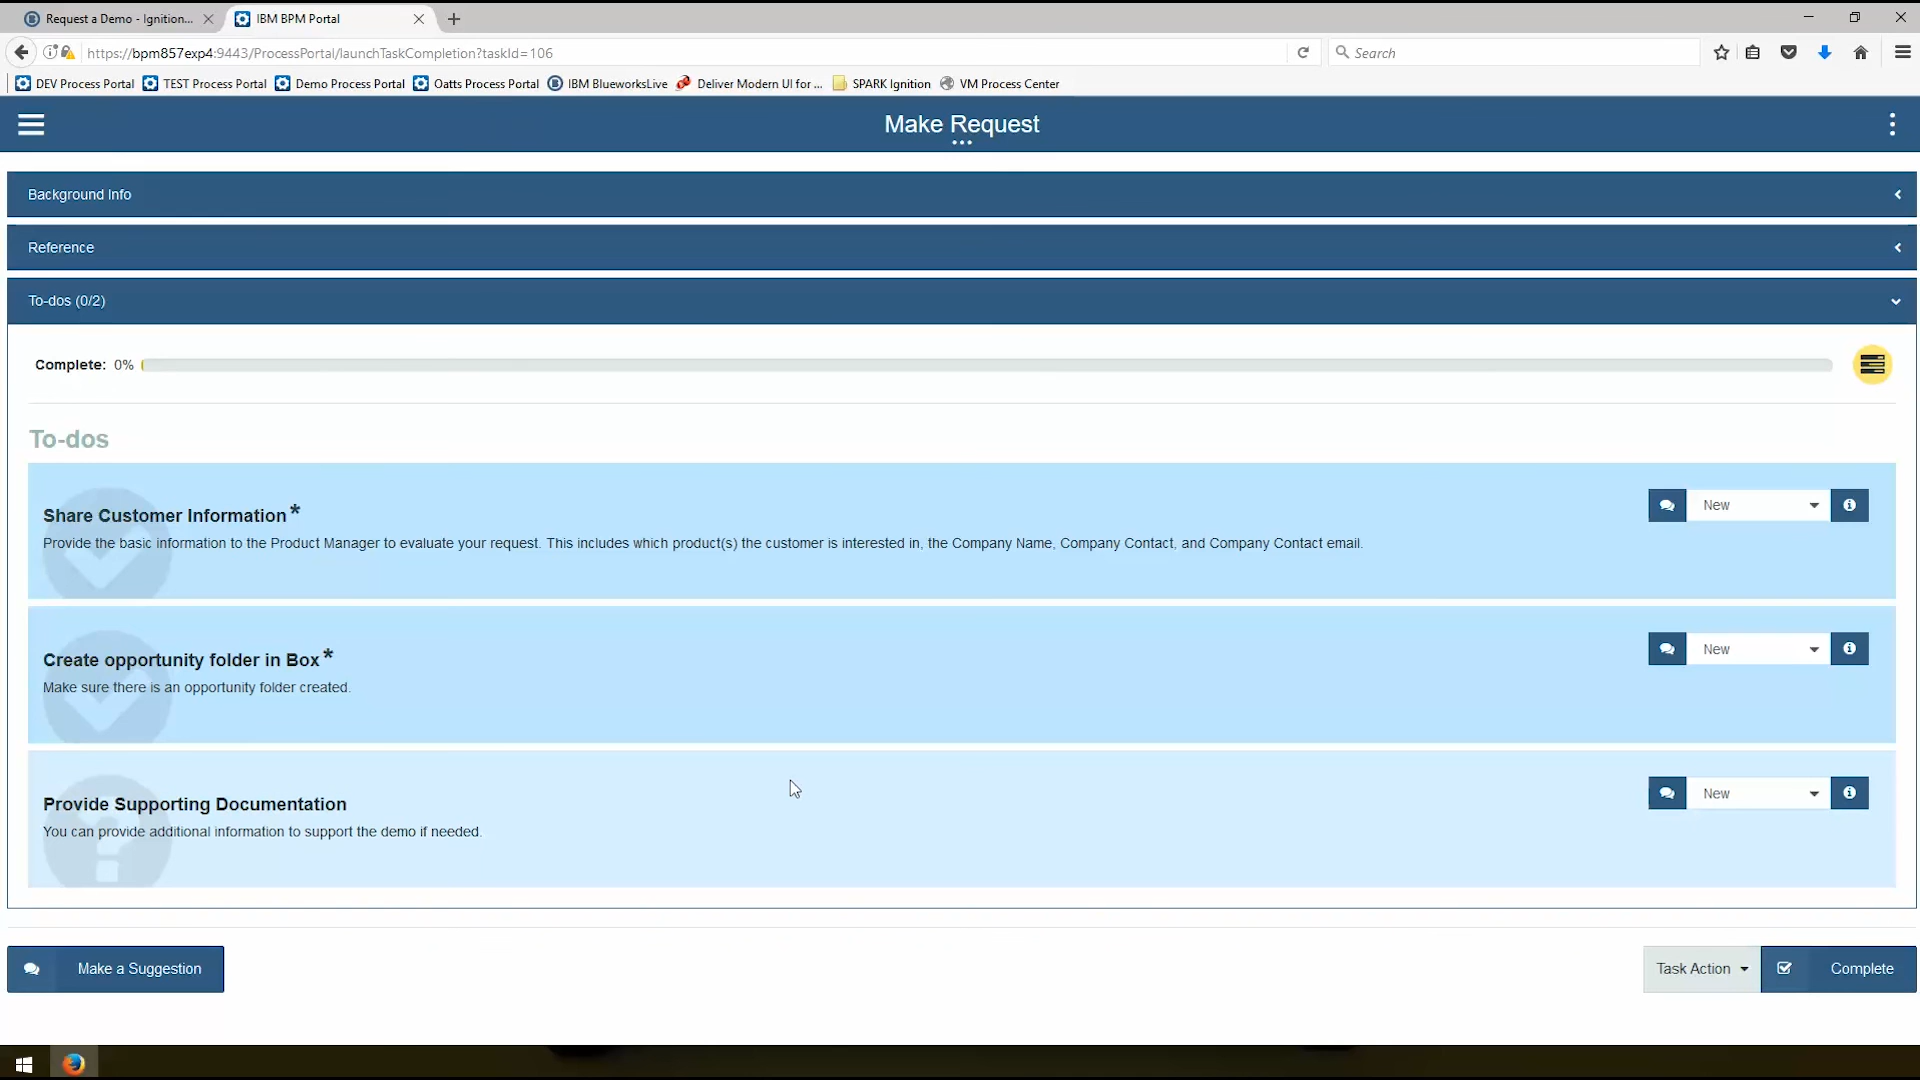 Request a Demo - Ignition...
IBM BPM Portal
https://bpm857exp4:9443/ProcessPortal/launchTaskCompletion?taskId=106
Search
DEV Process Portal
TEST Process Portal
Demo Process Portal
Oatts Process Portal
IBM BlueworksLive
Deliver Modern UI for ...
SPARK Ignition
VM Process Center
Make Request
Background Info
Reference
To-dos (0/2)
Complete: 0%
To-dos
Share Customer Information*
New
Provide the basic information to the Product Manager to evaluate your request. This includes which product(s) the customer is interested in, the Company Name, Company Contact, and Company Contact email.
Create opportunity folder in Box*
New
Make sure there is an opportunity folder created.
Provide Supporting Documentation
New
You can provide additional information to support the demo if needed.
Make a Suggestion
Task Action
Complete